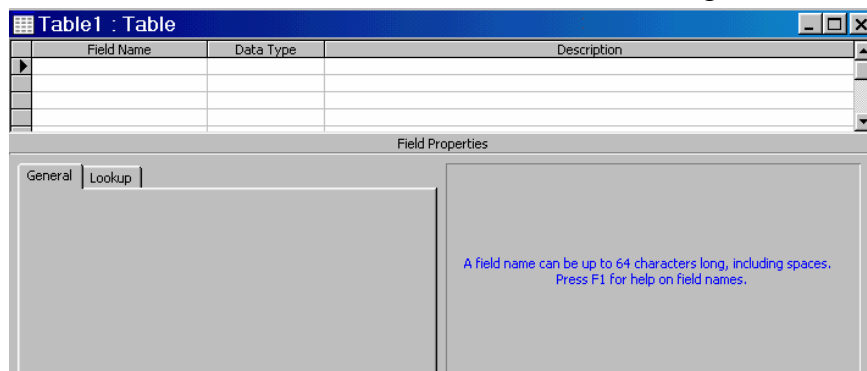 Table1 : Table
Field Name Data Type Description
Field Properties
General Lookup
A field name can be up to 64 characters long, including spaces.
Press F1 for help on field names.